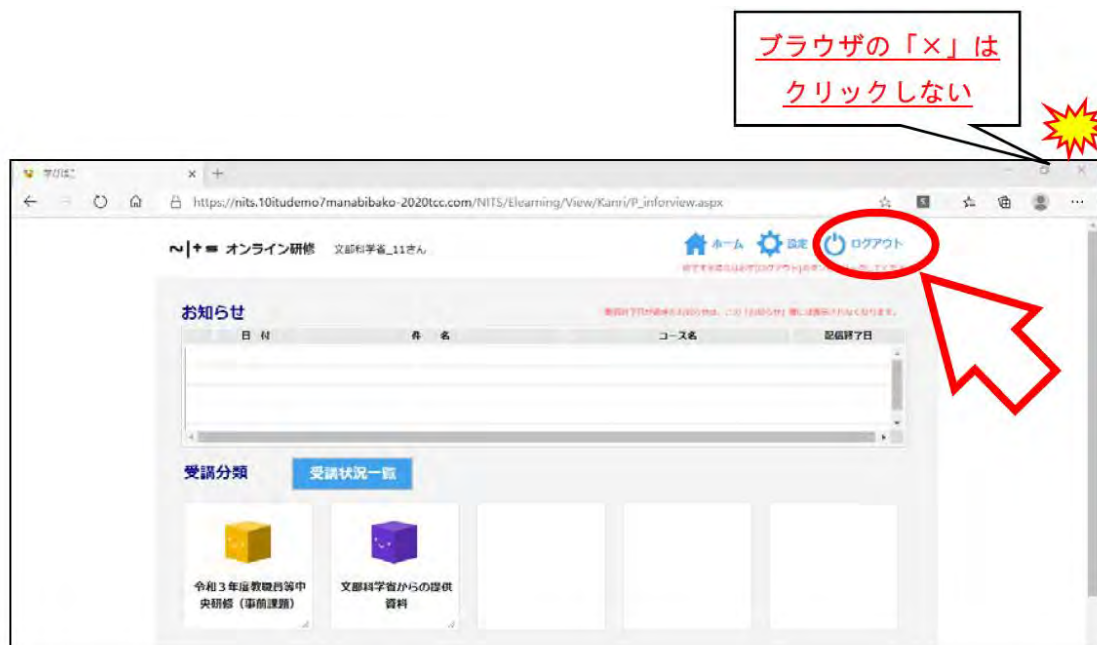 ブラウザの「×」は
クリックしない
学びばこ
https://nits.10itudemo7manabibako-2020tcc.com/NITS/Elearning/View/Kanri/P_inforview.aspx
オンライン研修 文部科学省_11さん ホーム 設定 ログアウト
お知らせ
日 付 件 名 コース名 配信終了日
受講分類 受講状況一覧
令和3年度教職員等中 文部科学省からの提供
央研修（事前課題） 資料